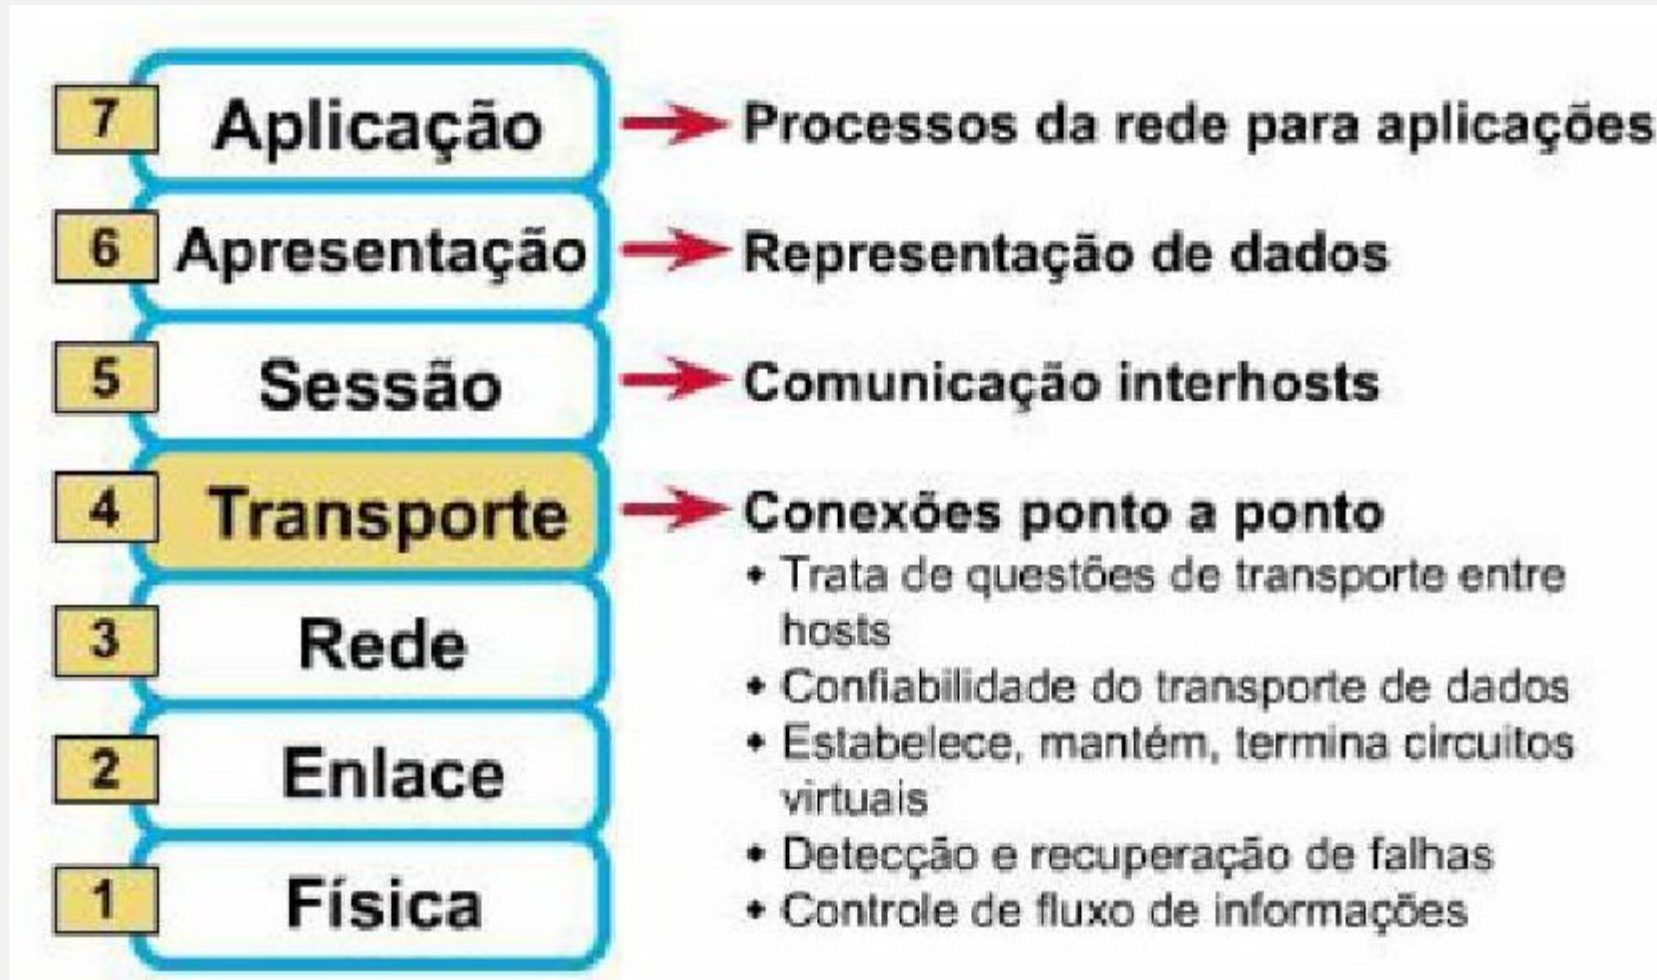 7 Aplicação Processos da rede para aplicações
6 Apresentação Representação de dados
5 Sessão Comunicação interhosts
4 Transporte Conexões ponto a ponto
• Trata de questões de transporte entre
hosts
3 Rede
• Confiabilidade do transporte de dados
• Estabelece, mantém, termina circuitos
virtuais
2 Enlace
• Detecção e recuperação de falhas
• Controle de fluxo de informações
1 Física